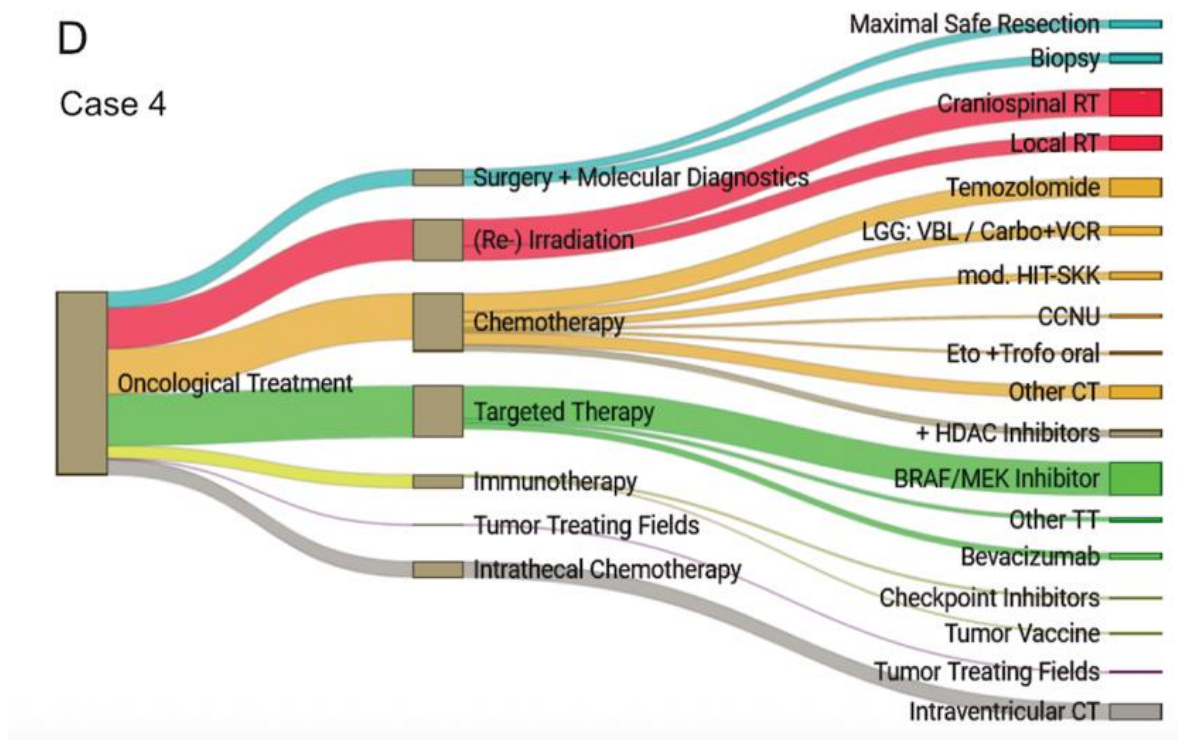 D
Case 4
Oncological Treatment
Surgery + Molecular Diagnostics
(Re-) Irradiation
Chemotherapy
Targeted Therapy
Immunotherapy
Tumor Treating Fields
Intrathecal Chemotherapy
Maximal Safe Resection
Biopsy
Craniospinal RT
Local RT
Temozolomide
LGG: VBL / Carbo+VCR
mod. HIT-SKK
CCNU
Eto +Trofo oral
Other CT
+ HDAC Inhibitors
BRAF/MEK Inhibitor
Other TT
Bevacizumab
Checkpoint Inhibitors
Tumor Vaccine
Tumor Treating Fields
Intraventricular CT